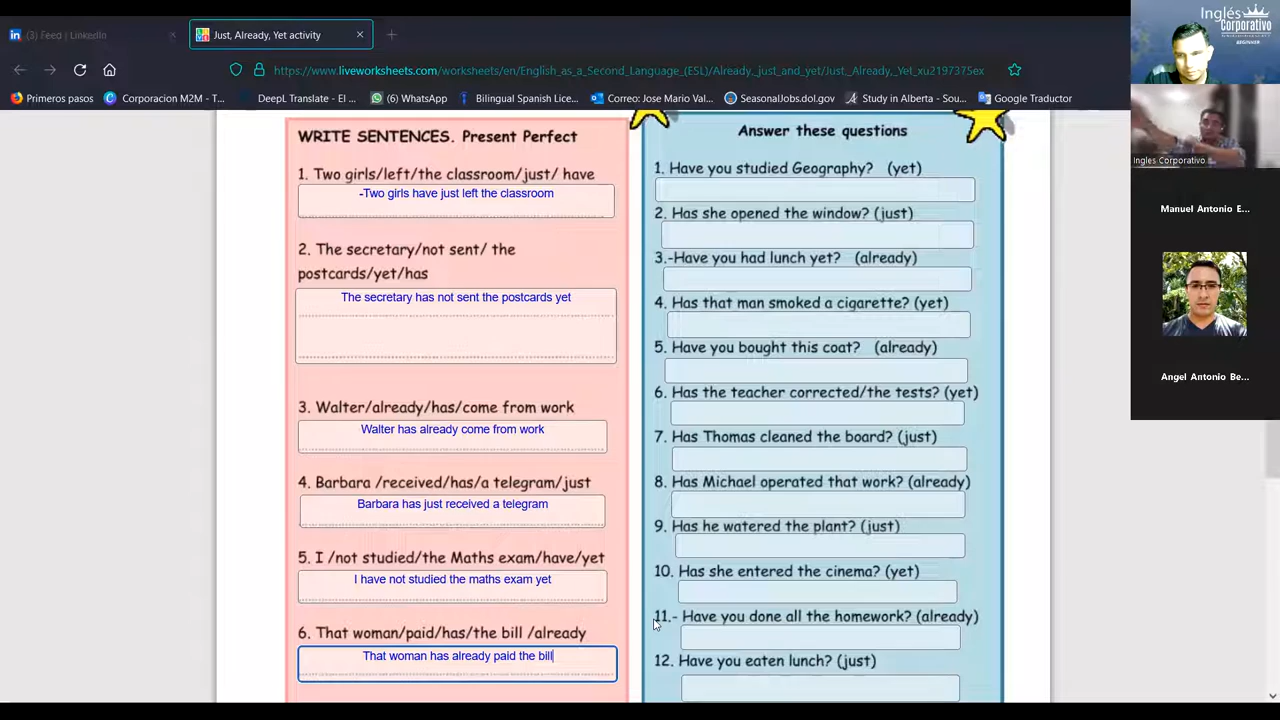 (3) Feed | LinkedIn
Just, Already, Yet activity
https://www.liveworksheets.com/worksheets/en/English_as_a_Second_Language_(ESL)/Already,_just_and_yet/Just,_Already,_Yet_xu2197375ex
Primeros pasos
Corporacion M2M - T...
DeepL Translate - El ...
(6) WhatsApp
Bilingual Spanish Lice...
Correo: Jose Mario Val...
SeasonalJobs.dol.gov
Study in Alberta - Sou...
Google Traductor
WRITE SENTENCES. Present Perfect
1. Two girls/left/the classroom/just/ have
-Two girls have just left the classroom
2. The secretary/not sent/ the
postcards/yet/has
The secretary has not sent the postcards yet
3. Walter/already/has/come from work
Walter has already come from work
4. Barbara /received/has/a telegram/just
Barbara has just received a telegram
5. I /not studied/the Maths exam/have/yet
I have not studied the maths exam yet
6. That woman/paid/has/the bill /already
That woman has already paid the bill
Answer these questions
1. Have you studied Geography? (yet)
2. Has she opened the window? (just)
3.-Have you had lunch yet? (already)
4. Has that man smoked a cigarette? (yet)
5. Have you bought this coat? (already)
6. Has the teacher corrected/the tests? (yet)
7. Has Thomas cleaned the board? (just)
8. Has Michael operated that work? (already)
9. Has he watered the plant? (just)
10. Has she entered the cinema? (yet)
11.- Have you done all the homework? (already)
12. Have you eaten lunch? (just)
Inglés
Corporativo
BEGINNER
Ingles Corporativo
Manuel Antonio E...
Angel Antonio Be...